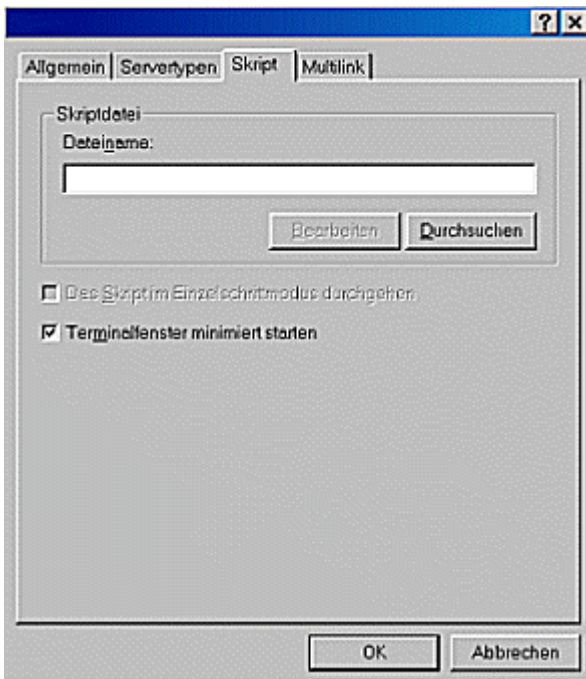 Allgemein Servertypen Skript Multilink
Skriptdatei
Dateiname:
Bearbeiten Durchsuchen
Das Skript im Einzelschrittmodus durchgehen
Terminalfenster minimiert starten
OK Abbrechen